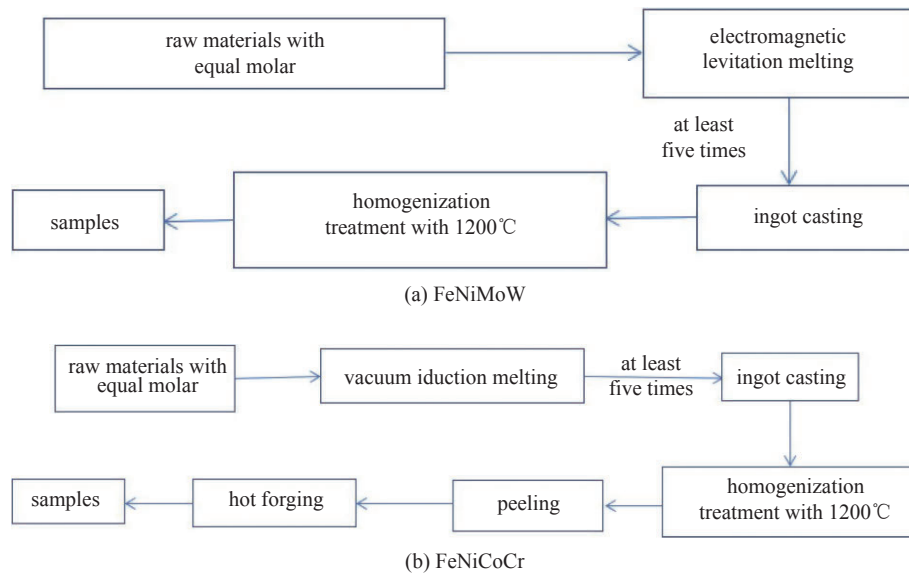 raw materials with
equal molar
electromagnetic
levitation melting
at least
five times
ingot casting
homogenization
treatment with 1200℃
samples
(a) FeNiMoW
raw materials with
equal molar
vacuum iduction melting
at least
five times
ingot casting
homogenization
treatment with 1200℃
peeling
hot forging
samples
(b) FeNiCoCr